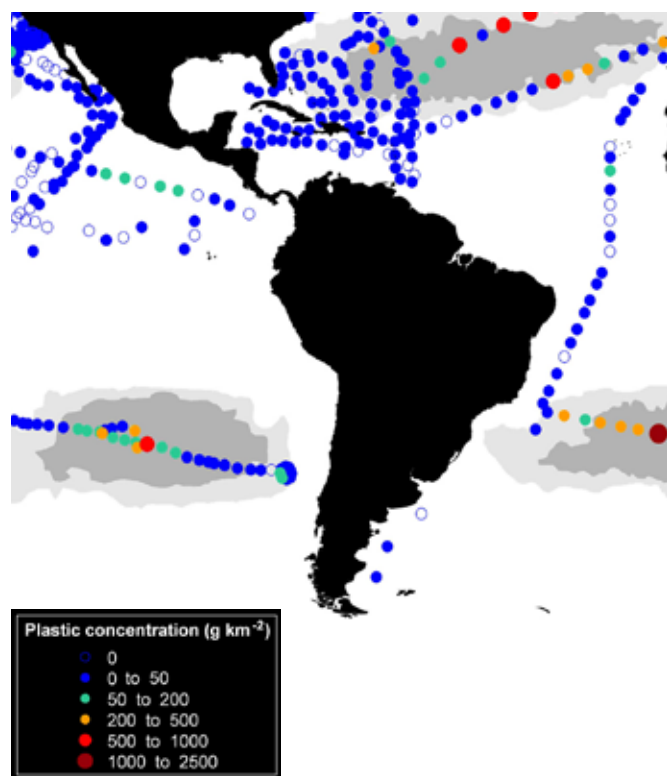 Plastic concentration (g km-2)
0
0 to 50
50 to 200
200 to 500
500 to 1000
1000 to 2500